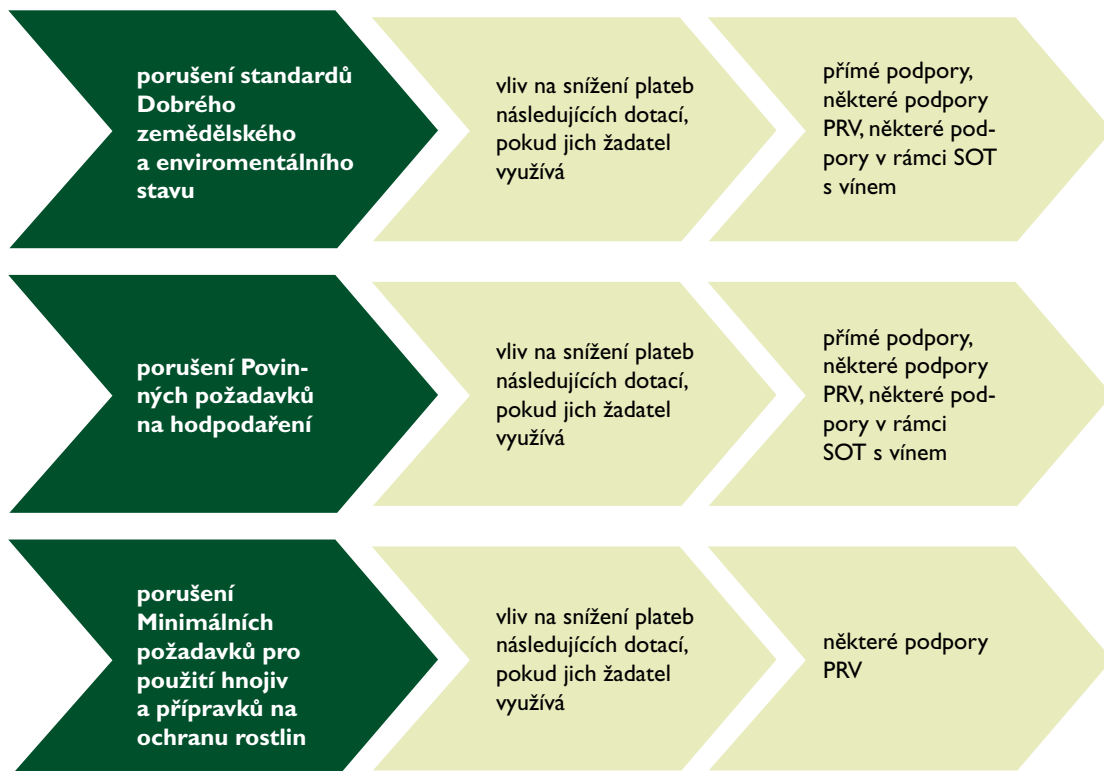 porušení standardů
Dobrého
zemědělského
a enviromentálního
stavu
vliv na snížení plateb
následujících dotací,
pokud jich žadatel
využívá
přímé podpory,
některé podpory
PRV, některé pod-
pory v rámci SOT
s vínem
porušení Povin-
ných požadavků
na hodpodaření
vliv na snížení plateb
následujících dotací,
pokud jich žadatel
využívá
přímé podpory,
některé podpory
PRV, některé pod-
pory v rámci
SOT s vínem
porušení
Minimálních
požadavků pro
použití hnojiv
a přípravků na
ochranu rostlin
vliv na snížení plateb
následujících dotací,
pokud jich žadatel
využívá
některé podpory
PRV